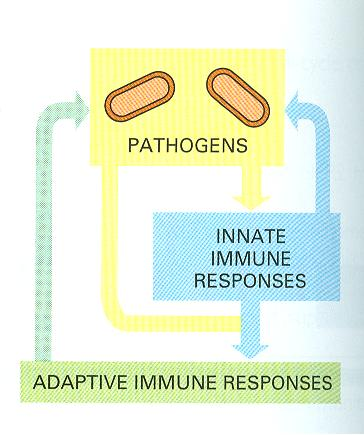 PATHOGENS
INNATE
IMMUNE
RESPONSES
ADAPTIVE IMMUNE RESPONSES